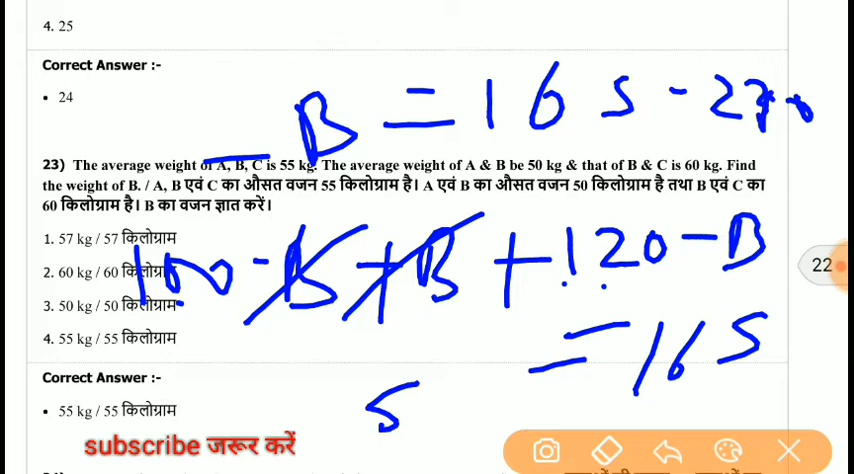 4. 25
Correct Answer :-
• 24
– B = 165 - 220
23) The average weight of A, B, C is 55 kg. The average weight of A & B be 50 kg & that of B & C is 60 kg. Find
the weight of B. / A, B एवं C का औसत वजन 55 किलोग्राम है। A एवं B का औसत वजन 50 किलोग्राम है तथा B एवं C का
60 किलोग्राम है। B का वजन ज्ञात करें।
1. 57 kg / 57 किलोग्राम
2. 60 kg / 60 किलोग्राम
3. 50 kg / 50 किलोग्राम
4. 55 kg / 55 किलोग्राम
100 - B + B + 120 - B
= 165
22
Correct Answer :-
• 55 kg / 55 किलोग्राम
5
subscribe जरूर करें